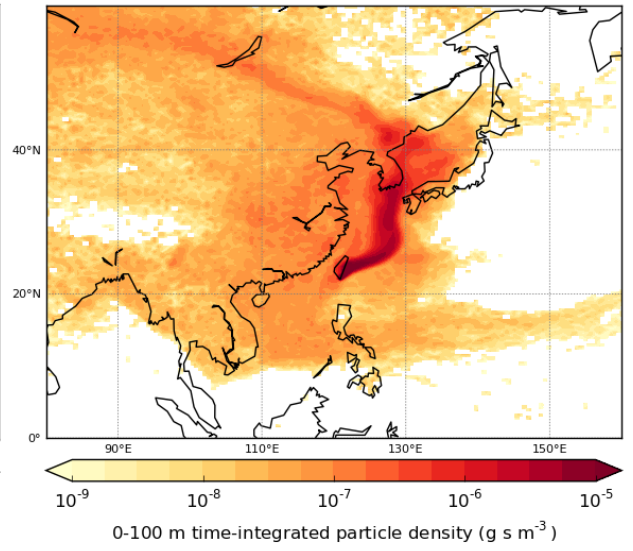 40°N
20°N
0°
90°E 110°E 130°E 150°E
10⁻⁹ 10⁻⁸ 10⁻⁷ 10⁻⁶ 10⁻⁵
0-100 m time-integrated particle density (g s m⁻³)